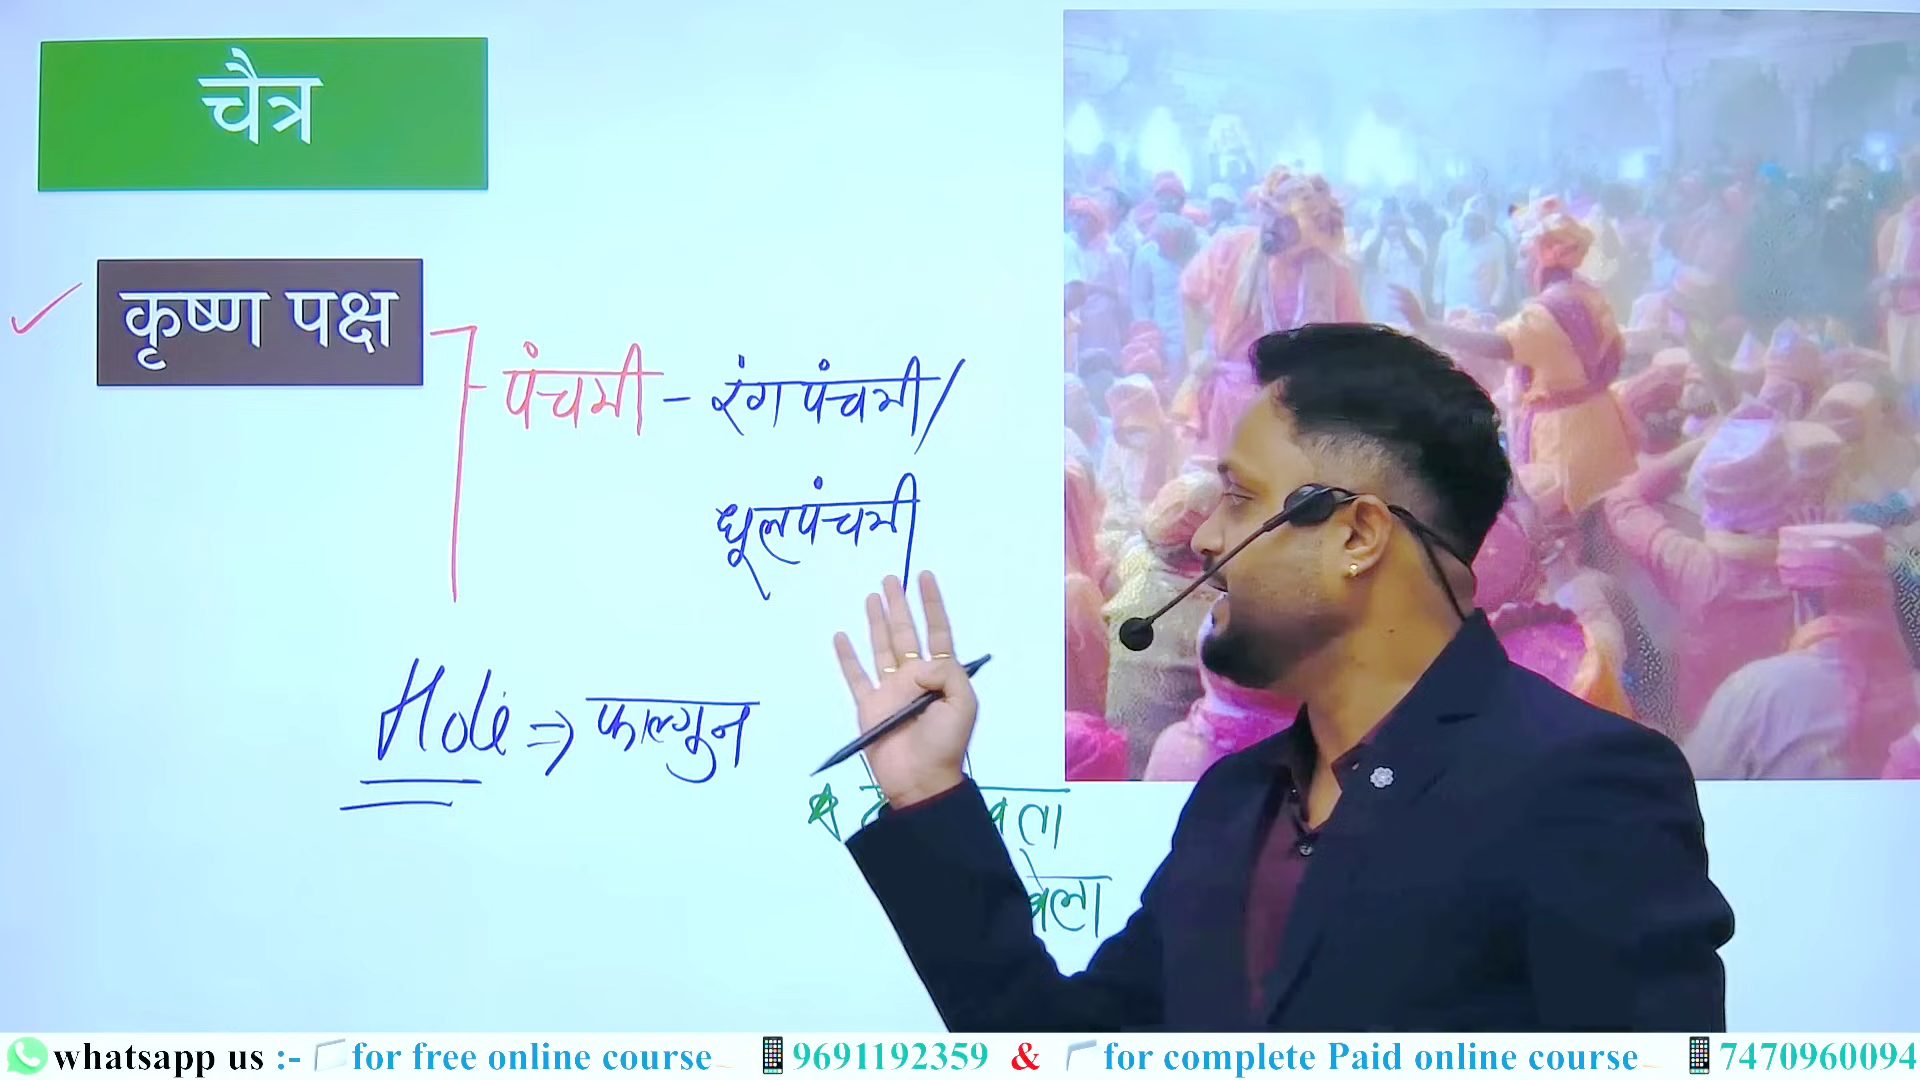 चैत्र
कृष्ण पक्ष
पंचमी - रंगपंचमी/
धूलपंचमी
Holi ⇒ फाल्गुन
whatsapp us :- for free online course 9691192359 & for complete Paid online course 7470960094